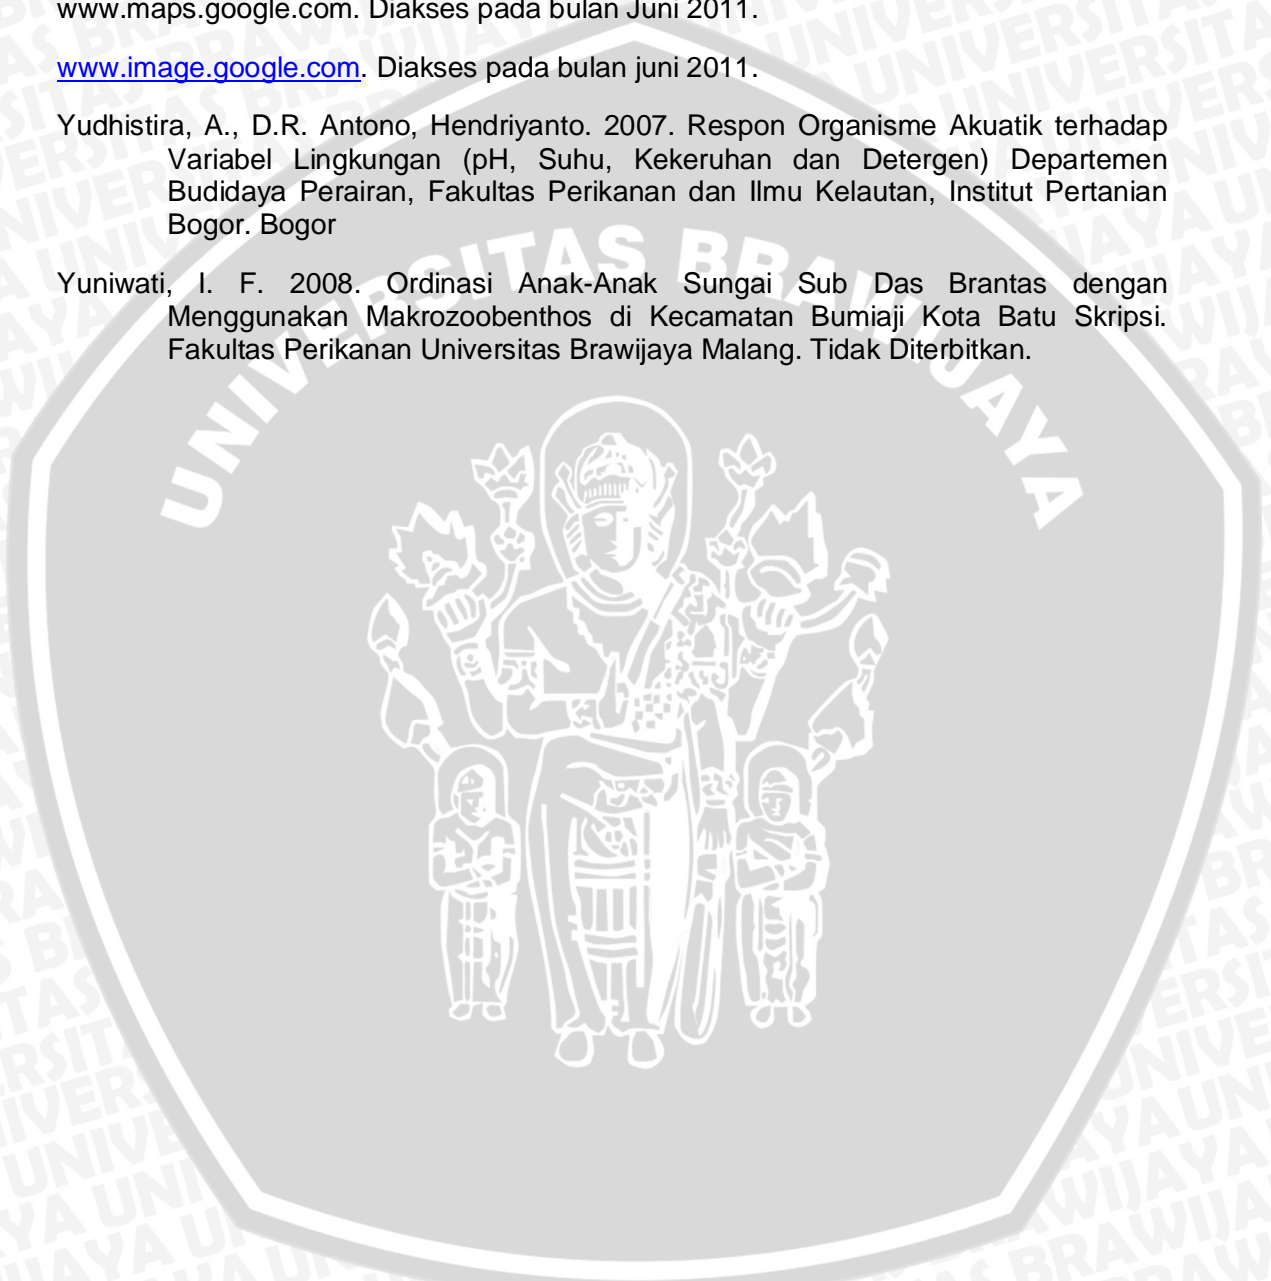 www.maps.google.com. Diakses pada bulan Juni 2011.
www.image.google.com. Diakses pada bulan juni 2011.
Yudhistira, A., D.R. Antono, Hendriyanto. 2007. Respon Organisme Akuatik terhadap
Variabel Lingkungan (pH, Suhu, Kekeruhan dan Detergen) Departemen
Budidaya Perairan, Fakultas Perikanan dan Ilmu Kelautan, Institut Pertanian
Bogor. Bogor
Yuniwati, I. F. 2008. Ordinasi Anak-Anak Sungai Sub Das Brantas dengan
Menggunakan Makrozoobenthos di Kecamatan Bumiaji Kota Batu Skripsi.
Fakultas Perikanan Universitas Brawijaya Malang. Tidak Diterbitkan.
UNIVERSITAS BRAWIJAYA